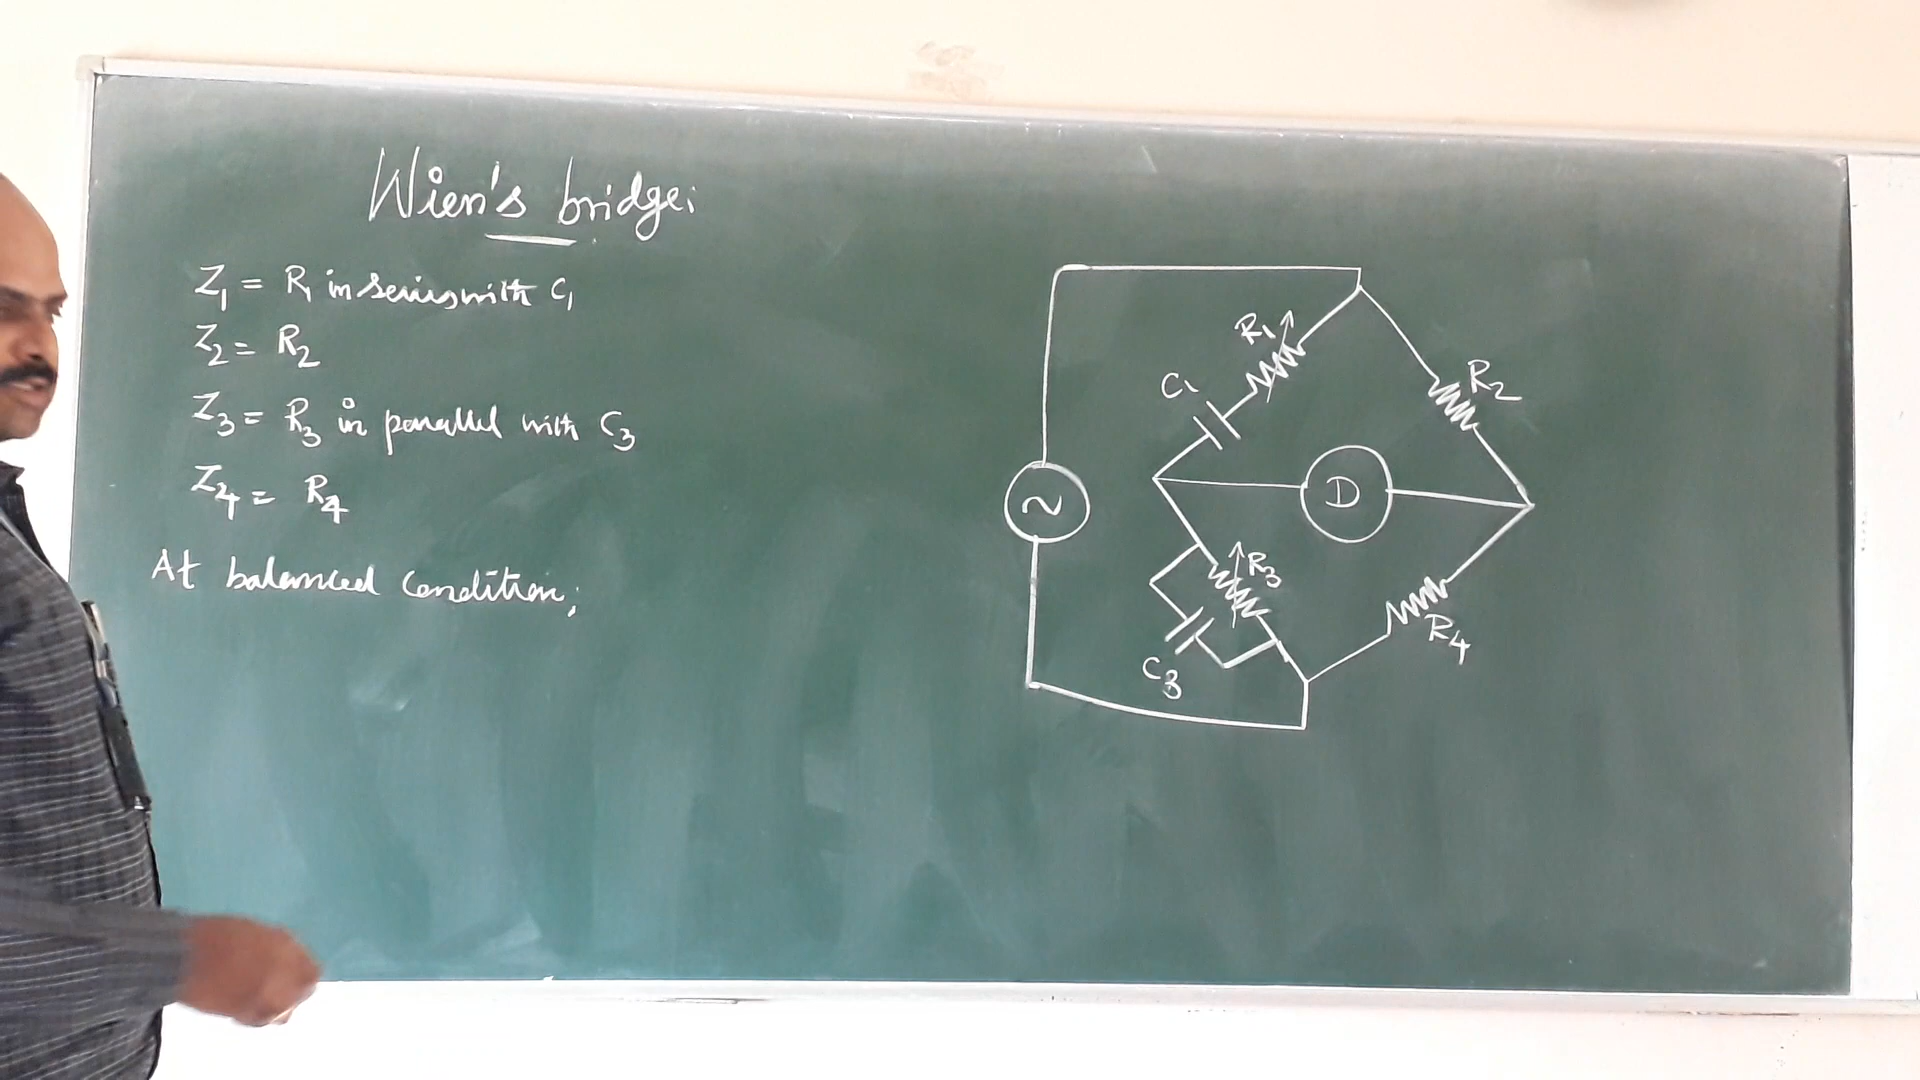 Wien's bridge:
Z1 = R1 in series with C1
Z2 = R2
Z3 = R3 in parallel with C3
Z4 = R4
At balanced condition;
R1
C1
R2
D
~
R3
C3
R4